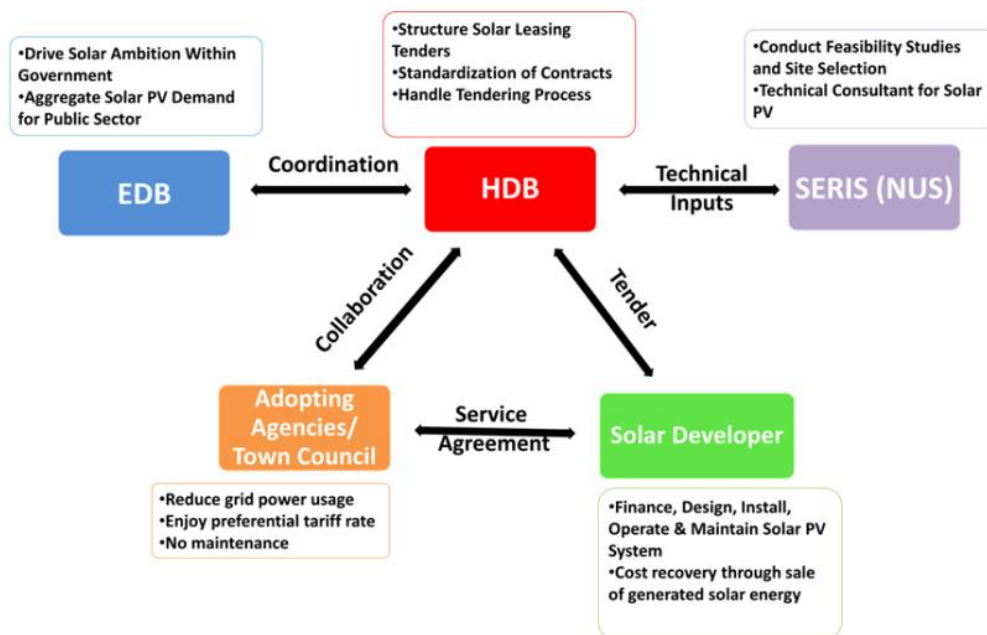 •Drive Solar Ambition Within
Government
•Aggregate Solar PV Demand
for Public Sector
•Structure Solar Leasing
Tenders
•Standardization of Contracts
•Handle Tendering Process
•Conduct Feasibility Studies
and Site Selection
•Technical Consultant for Solar
PV
EDB
Coordination
HDB
Technical
Inputs
SERIS (NUS)
Collaboration
Tender
Adopting
Agencies/
Town Council
Service
Agreement
Solar Developer
•Reduce grid power usage
•Enjoy preferential tariff rate
•No maintenance
•Finance, Design, Install,
Operate & Maintain Solar PV
System
•Cost recovery through sale
of generated solar energy